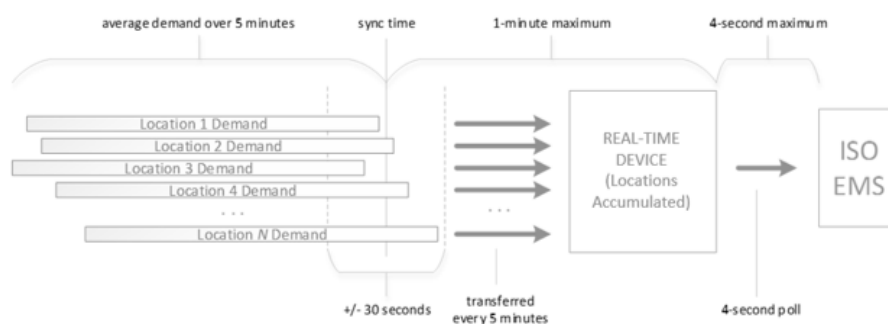 average demand over 5 minutes
sync time
1-minute maximum
4-second maximum
Location 1 Demand
Location 2 Demand
Location 3 Demand
Location 4 Demand
. . .
Location N Demand
. . .
REAL-TIME
DEVICE
(Locations
Accumulated)
ISO
EMS
+/- 30 seconds
transferred
every 5 minutes
4-second poll